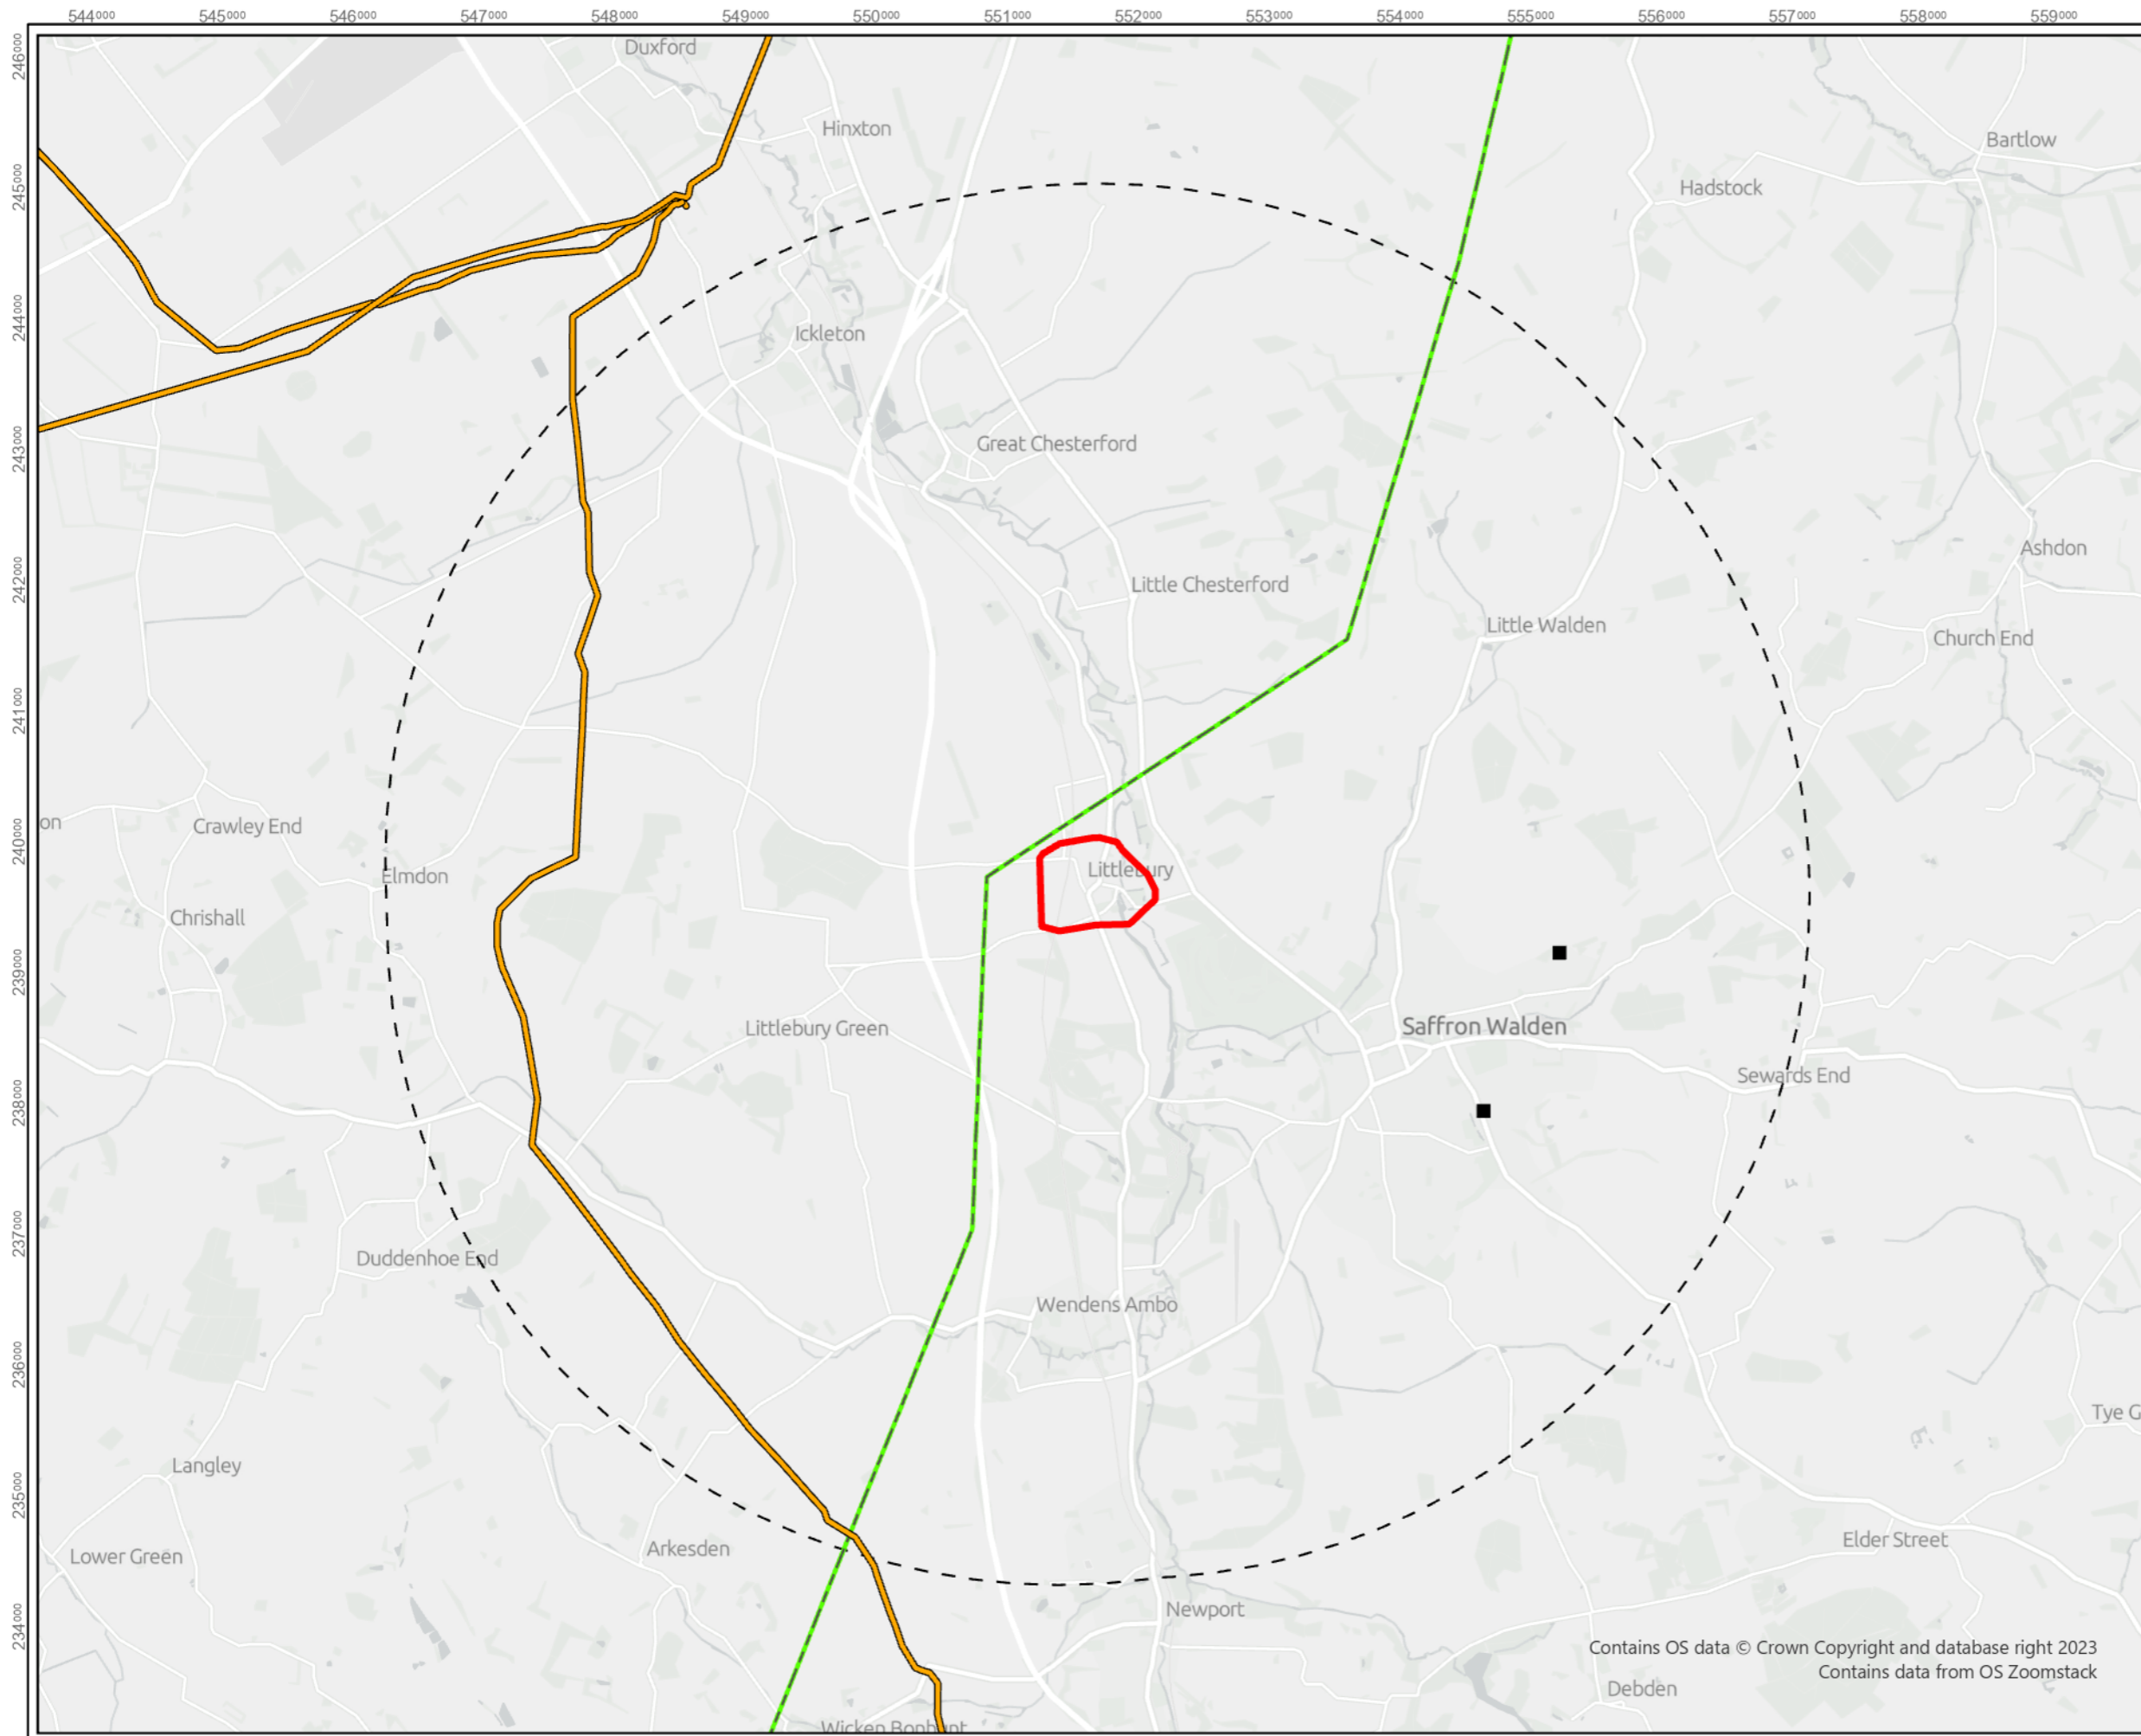 544000 545000 546000 547000 548000 549000 550000 551000 552000 553000 554000 555000 556000 557000 558000 559000
246000
245000
244000
243000
242000
241000
240000
239000
238000
237000
236000
235000
234000
Duxford
Hinxton
Bartlow
Hadstock
Ickleton
Great Chesterford
Ashdon
Little Chesterford
Little Walden
Church End
on
Crawley End
Elmdon
Littlebury
Chrishall
Littlebury Green
Saffron Walden
Sewards End
Duddenhoe End
Wendens Ambo
Tye G
Langley
Elder Street
Arkesden
Lower Green
Newport
Contains OS data © Crown Copyright and database right 2023
Contains data from OS Zoomstack
Debden
Wicken Bonhunt